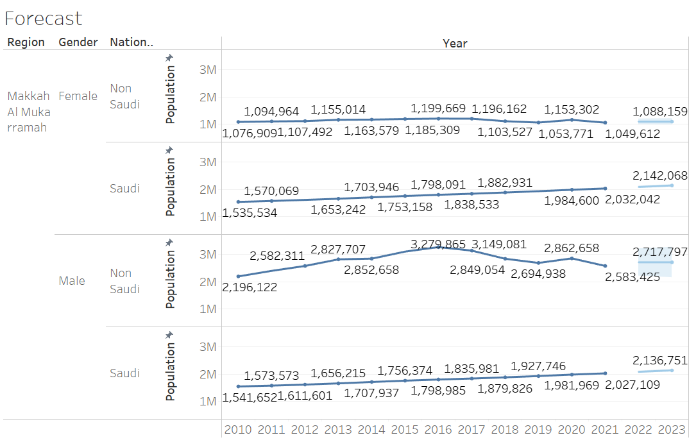 Forecast
Region Gender Nation.. Year
Makkah Al Muka rramah
Female
Non Saudi
Population
3M
2M
1M
1,094,964 1,155,014 1,199,669 1,196,162 1,153,302 1,088,159
1,076,909 1,107,492 1,163,579 1,185,309 1,103,527 1,053,771 1,049,612
Saudi
Population
3M
2M
1M
1,570,069 1,703,946 1,798,091 1,882,931 2,142,068
1,535,534 1,653,242 1,753,158 1,838,533 1,984,600 2,032,042
Male
Non Saudi
Population
3M
2M
1M
2,582,311 2,827,707 3,279,865 3,149,081 2,862,658 2,717,797
2,196,122 2,852,658 2,849,054 2,694,938 2,583,425
Saudi
Population
3M
2M
1M
1,573,573 1,656,215 1,756,374 1,835,981 1,927,746 2,136,751
1,541,652 1,611,601 1,707,937 1,798,985 1,879,826 1,981,969 2,027,109
2010 2011 2012 2013 2014 2015 2016 2017 2018 2019 2020 2021 2022 2023